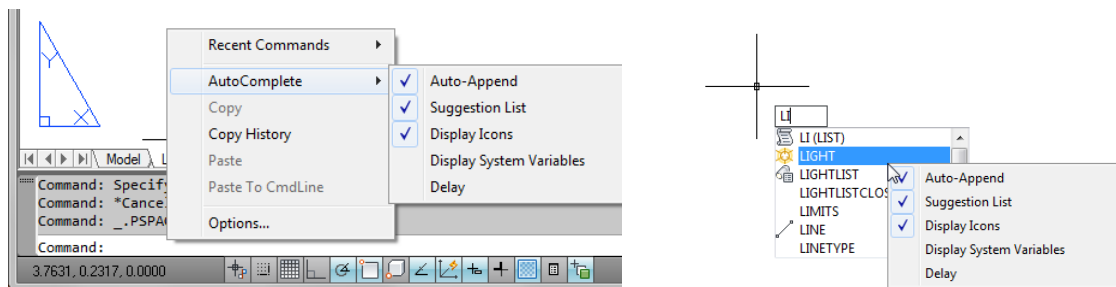 Y
X
Recent Commands
AutoComplete
Copy
Copy History
Paste
Paste To CmdLine
Options...
Auto-Append
Suggestion List
Display Icons
Display System Variables
Delay
Model
Command: Specify
Command: *Cancel
Command: _.PSPAC
Command:
3.7631, 0.2317, 0.0000
LI
LI (LIST)
LIGHT
LIGHTLIST
LIGHTLISTCLOS
LIMITS
LINE
LINETYPE
Auto-Append
Suggestion List
Display Icons
Display System Variables
Delay